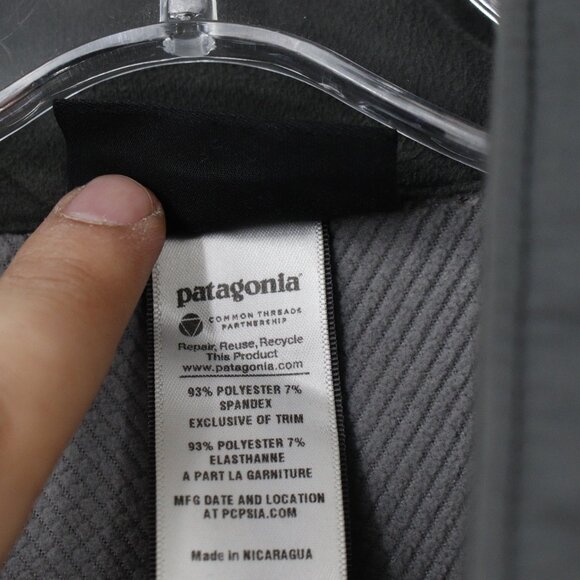 patagonia®
COMMON THREADS
PARTNERSHIP
Repair, Reuse, Recycle
This Product
www.patagonia.com
93% POLYESTER 7%
SPANDEX
EXCLUSIVE OF TRIM
93% POLYESTER 7%
ELASTHANNE
A PART LA GARNITURE
MFG DATE AND LOCATION
AT PCPSIA.COM
Made in NICARAGUA